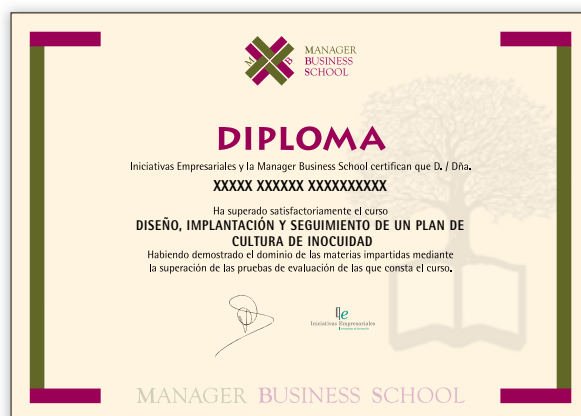 M B
MANAGER
BUSINESS
SCHOOL
DIPLOMA
Iniciativas Empresariales y la Manager Business School certifican que D. / Dña.
XXXXX XXXXXX XXXXXXXXXX
Ha superado satisfactoriamente el curso
DISEÑO, IMPLANTACIÓN Y SEGUIMIENTO DE UN PLAN DE
CULTURA DE INOCUIDAD
Habiendo demostrado el dominio de las materias impartidas mediante
la superación de las pruebas de evaluación de las que consta el curso.
Iniciativas Empresariales
MANAGER BUSINESS SCHOOL